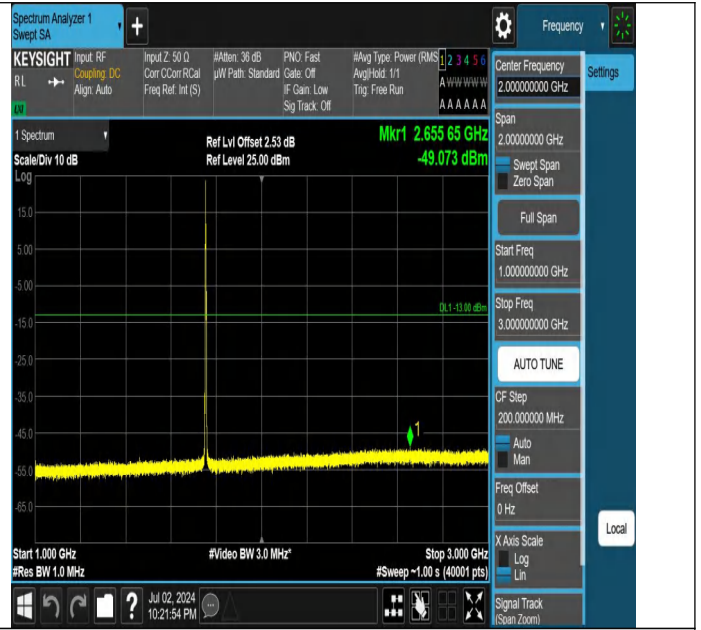 Spectrum Analyzer 1
Swept SA
+
Frequency
KEYSIGHT
Input: RF
Input Z: 50 Ω
#Atten: 36 dB
PNO: Fast
#Avg Type: Power (RMS
1 2 3 4 5 6
RL
Coupling: DC
Corr CCorr RCal
µW Path: Standard
Gate: Off
Avg|Hold: 1/1
A W W W W W
Align: Auto
Freq Ref: Int (S)
IF Gain: Low
Trig: Free Run
Sig Track: Off
A A A A A A
LXI
1 Spectrum
Ref Lvl Offset 2.53 dB
Mkr1 2.655 65 GHz
Scale/Div 10 dB
Ref Level 25.00 dBm
-49.073 dBm
Log
15.0
5.00
-5.00
DL1 -13.00 dBm
-15.0
-25.0
-35.0
-45.0
1
-55.0
-65.0
Start 1.000 GHz
#Video BW 3.0 MHz*
Stop 3.000 GHz
#Res BW 1.0 MHz
#Sweep ~1.00 s (40001 pts)
?
Jul 02, 2024
10:21:54 PM
Center Frequency
2.000000000 GHz
Settings
Span
2.00000000 GHz
Swept Span
Zero Span
Full Span
Start Freq
1.000000000 GHz
Stop Freq
3.000000000 GHz
AUTO TUNE
CF Step
200.000000 MHz
Auto
Man
Freq Offset
0 Hz
X Axis Scale
Log
Lin
Local
Signal Track
(Span Zoom)